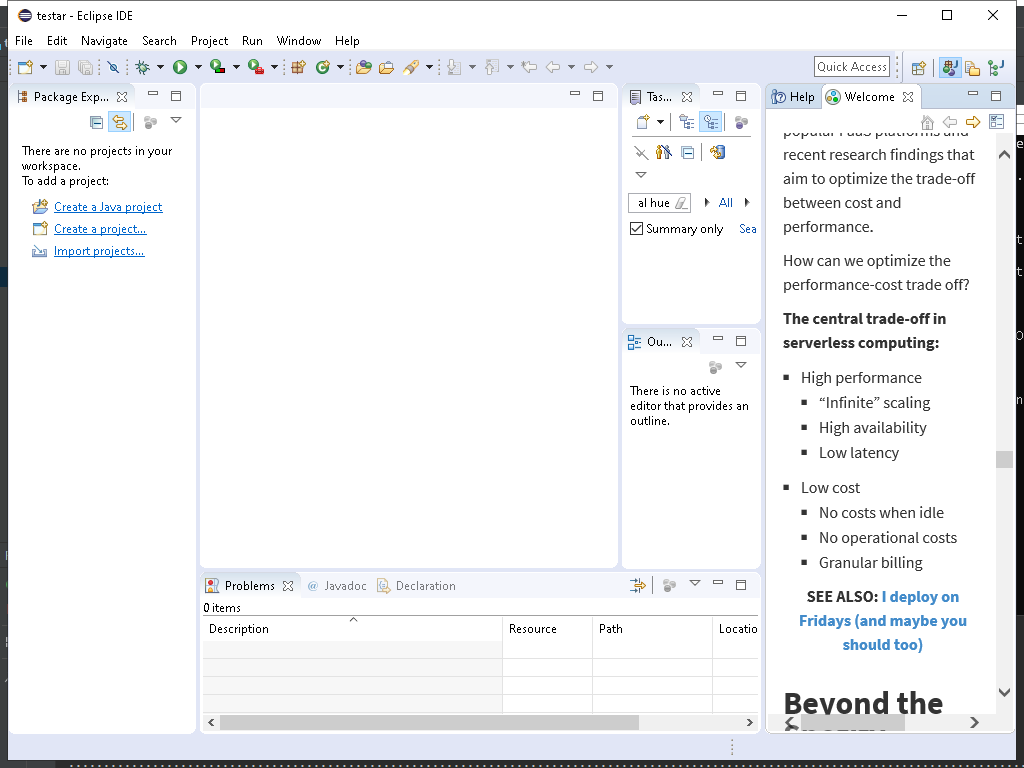 testar - Eclipse IDE
File Edit Navigate Search Project Run Window Help
Quick Access
Package Exp...
There are no projects in your
workspace.
To add a project:
Create a Java project
Create a project...
Import projects...
Tas...
al hue
All
Summary only
Sea
Ou...
There is no active
editor that provides an
outline.
Problems
@ Javadoc
Declaration
0 items
Description Resource Path Locatio
Help
Welcome
popular FaaS platforms and
recent research findings that
aim to optimize the trade-off
between cost and
performance.
How can we optimize the
performance-cost trade off?
The central trade-off in
serverless computing:
High performance
“Infinite” scaling
High availability
Low latency
Low cost
No costs when idle
No operational costs
Granular billing
SEE ALSO: I deploy on
Fridays (and maybe you
should too)
Beyond the